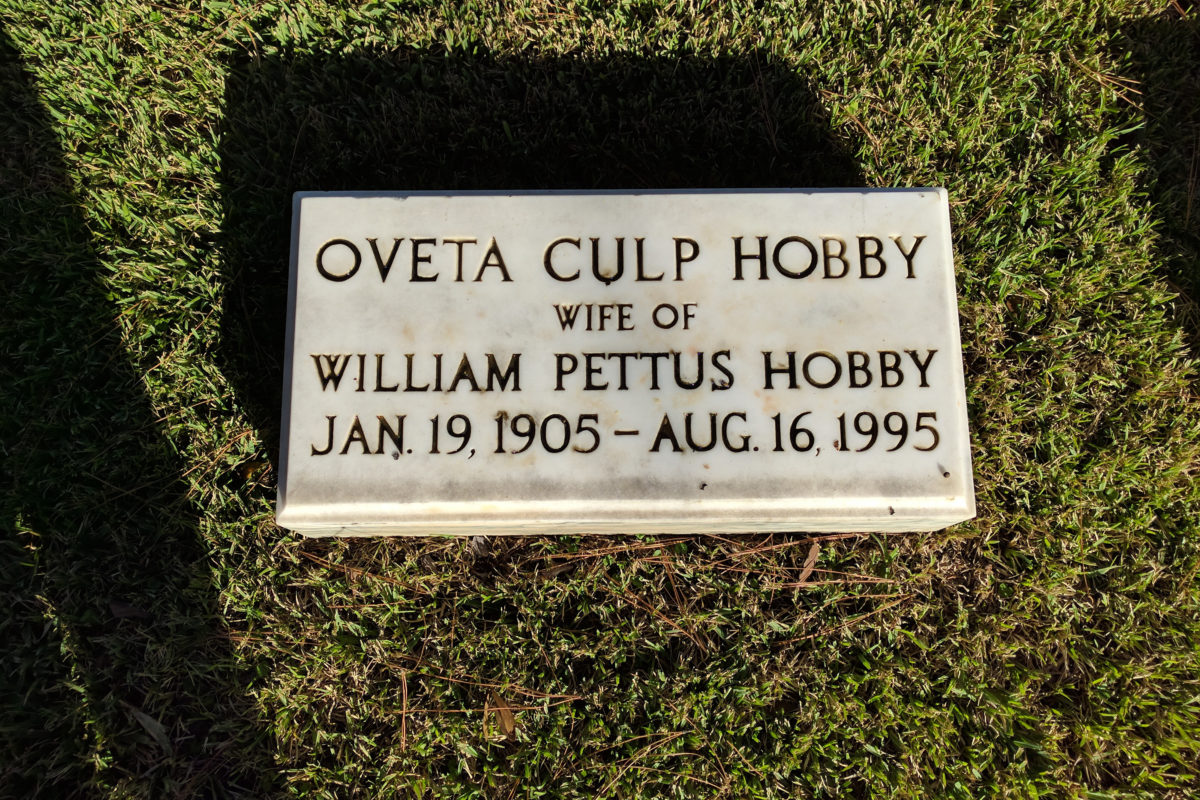 OVETA CULP HOBBY
WIFE OF
WILLIAM PETTUS HOBBY
JAN. 19, 1905 – AUG. 16, 1995